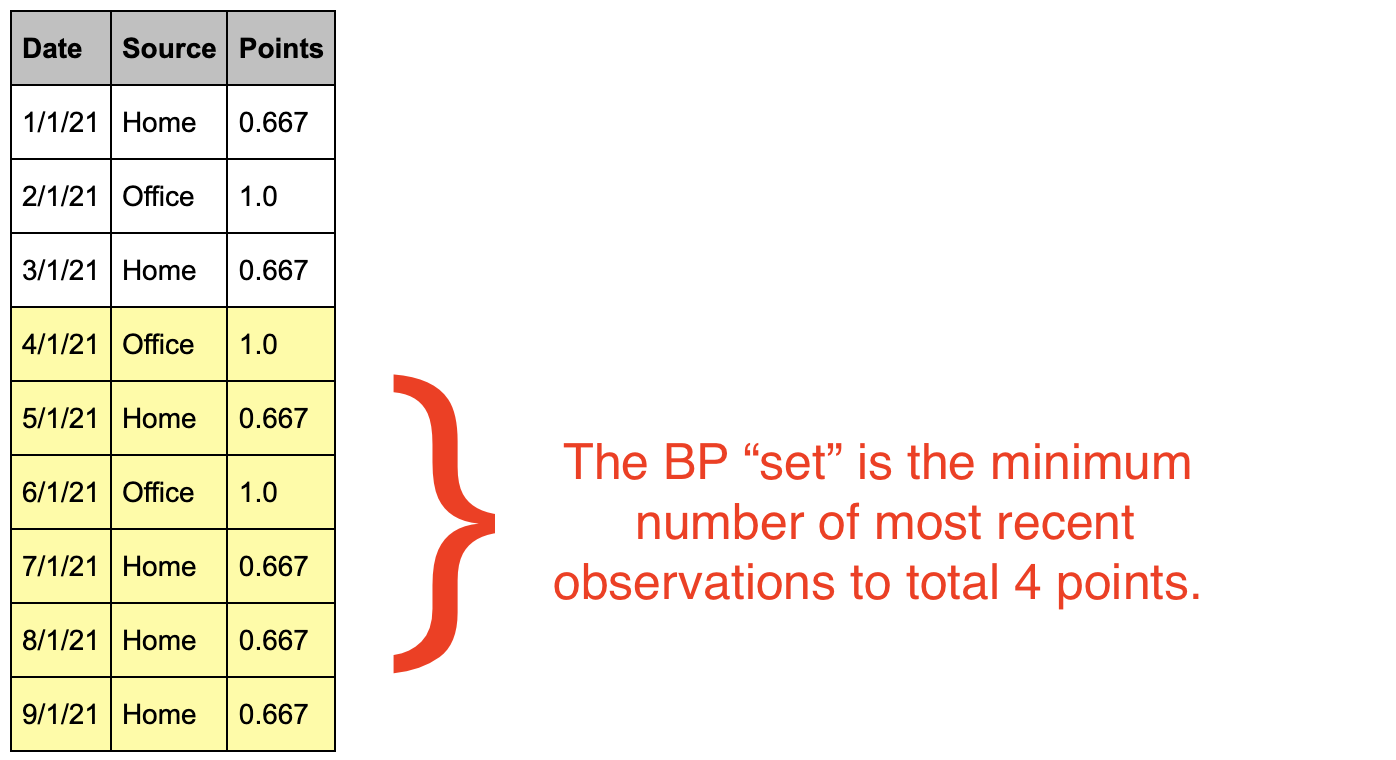 Date Source Points
1/1/21 Home 0.667
2/1/21 Office 1.0
3/1/21 Home 0.667
4/1/21 Office 1.0
5/1/21 Home 0.667
6/1/21 Office 1.0
7/1/21 Home 0.667
8/1/21 Home 0.667
9/1/21 Home 0.667
The BP “set” is the minimum
number of most recent
observations to total 4 points.